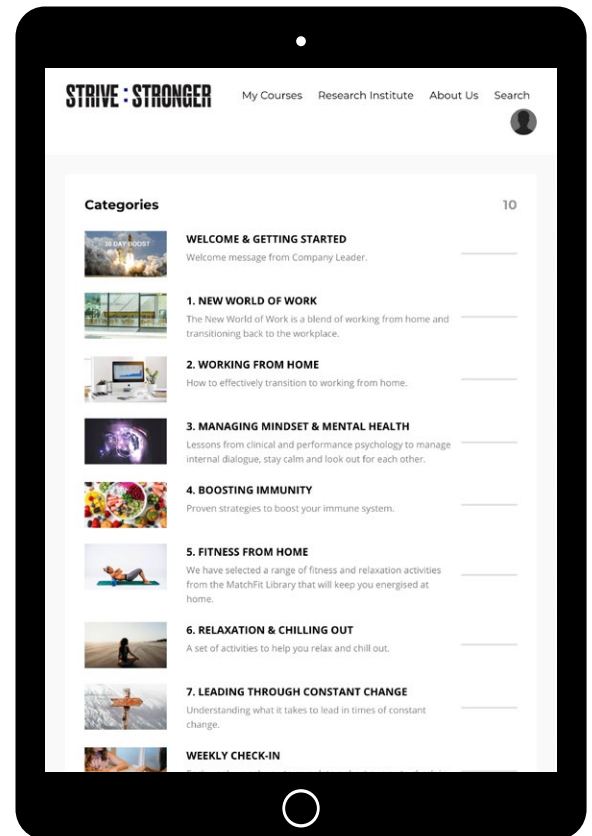 STRIVE : STRONGER
My Courses Research Institute About Us Search
Categories 10
30 DAY BOOST
WELCOME & GETTING STARTED
Welcome message from Company Leader.
1. NEW WORLD OF WORK
The New World of Work is a blend of working from home and
transitioning back to the workplace.
2. WORKING FROM HOME
How to effectively transition to working from home.
3. MANAGING MINDSET & MENTAL HEALTH
Lessons from clinical and performance psychology to manage
internal dialogue, stay calm and look out for each other.
4. BOOSTING IMMUNITY
Proven strategies to boost your immune system.
5. FITNESS FROM HOME
We have selected a range of fitness and relaxation activities
from the MatchFit Library that will keep you energised at
home.
6. RELAXATION & CHILLING OUT
A set of activities to help you relax and chill out.
7. LEADING THROUGH CONSTANT CHANGE
Understanding what it takes to lead in times of constant
change.
WEEKLY CHECK-IN